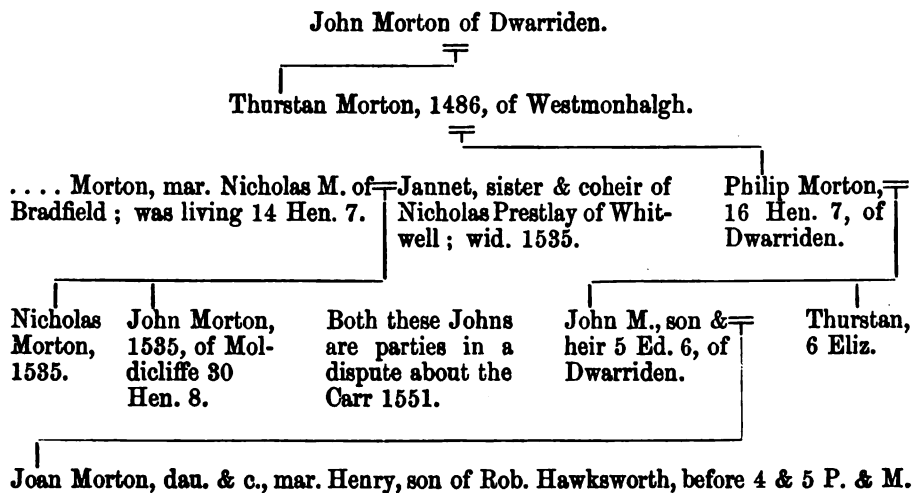 John Morton of Dwarriden.
Thurstan Morton, 1486, of Westmonhalgh.
.... Morton, mar. Nicholas M. of
Bradfield; was living 14 Hen. 7.
Jannet, sister & coheir of
Nicholas Prestlay of Whit-
well; wid. 1535.
Philip Morton,
16 Hen. 7, of
Dwarriden.
Nicholas
Morton,
1535.
John Morton,
1535, of Mol-
dicliffe 30
Hen. 8.
Both these Johns
are parties in a
dispute about the
Carr 1551.
John M., son &
heir 5 Ed. 6, of
Dwarriden.
Thurstan,
6 Eliz.
Joan Morton, dau. & c., mar. Henry, son of Rob. Hawksworth, before 4 & 5 P. & M.